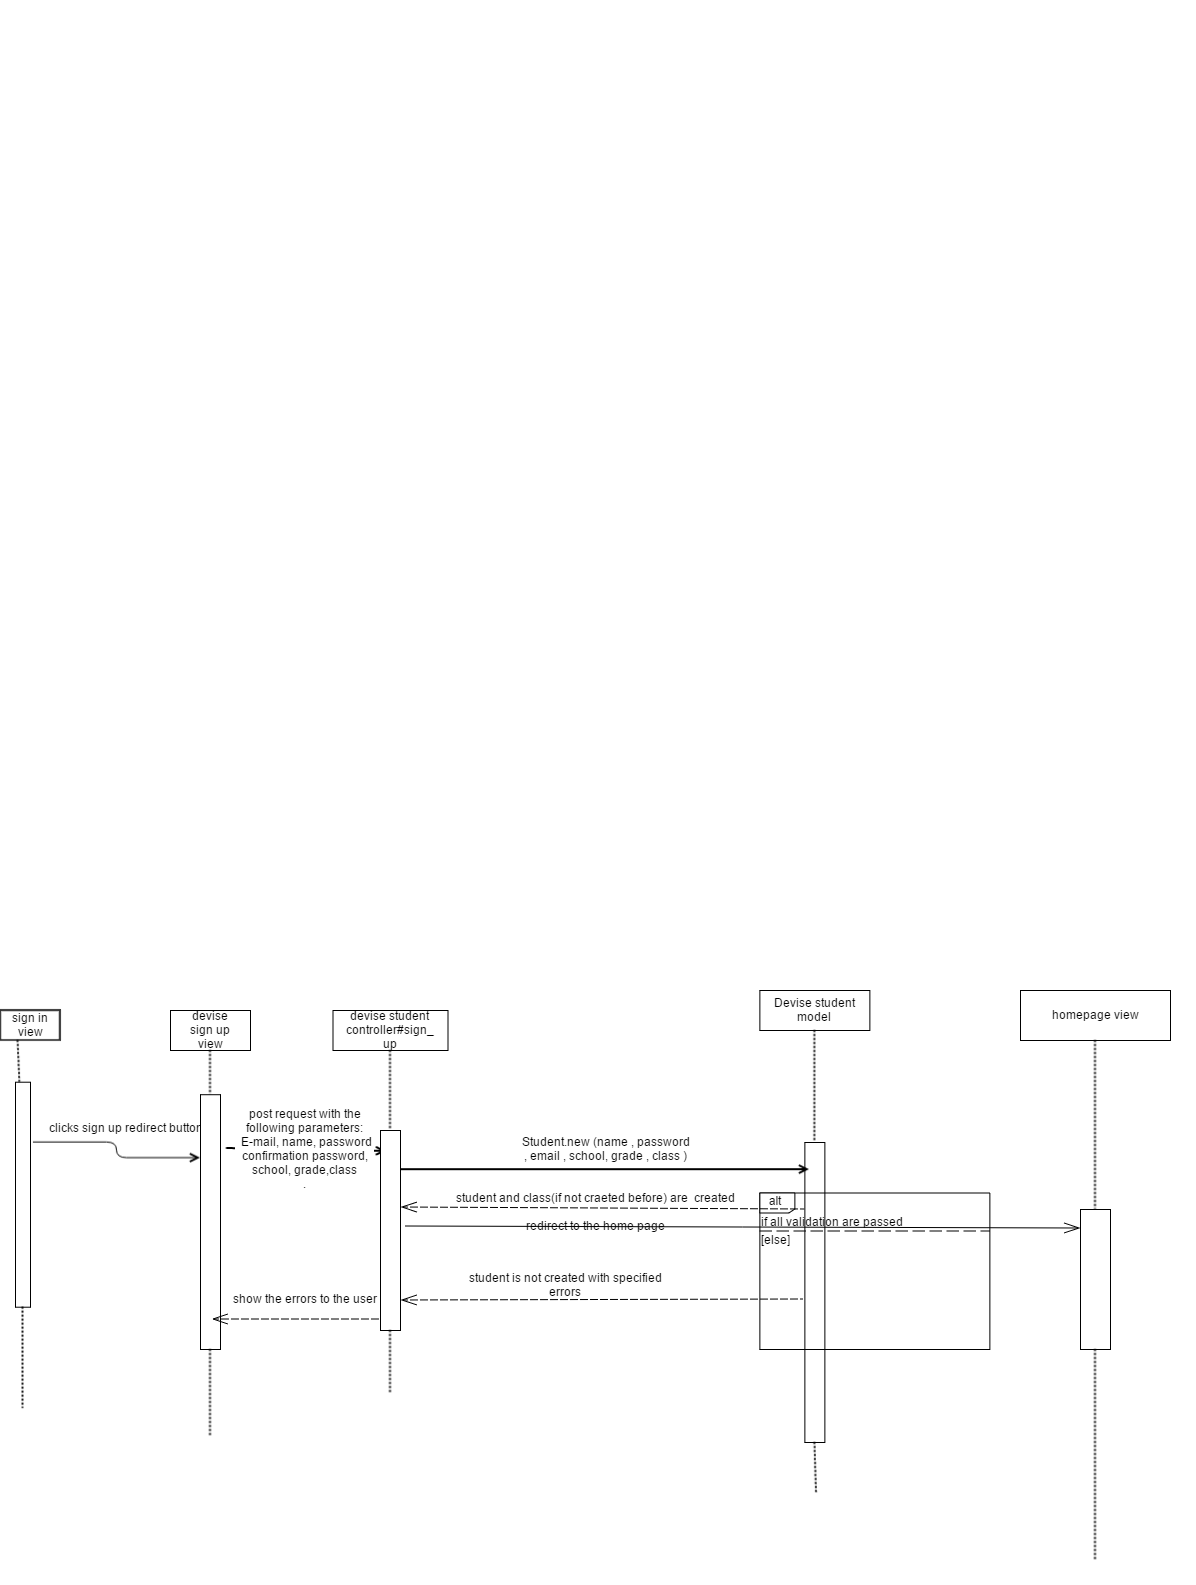 sign in
view
devise
sign up
view
devise student
controller#sign_
up
Devise student
model
homepage view
clicks sign up redirect button
post request with the
following parameters:
E-mail, name, password
confirmation password,
school, grade,class
.
Student.new (name , password
, email , school, grade , class )
student and class(if not craeted before) are  created
alt
redirect to the home page
if all validation are passed
[else]
student is not created with specified
errors
show the errors to the user